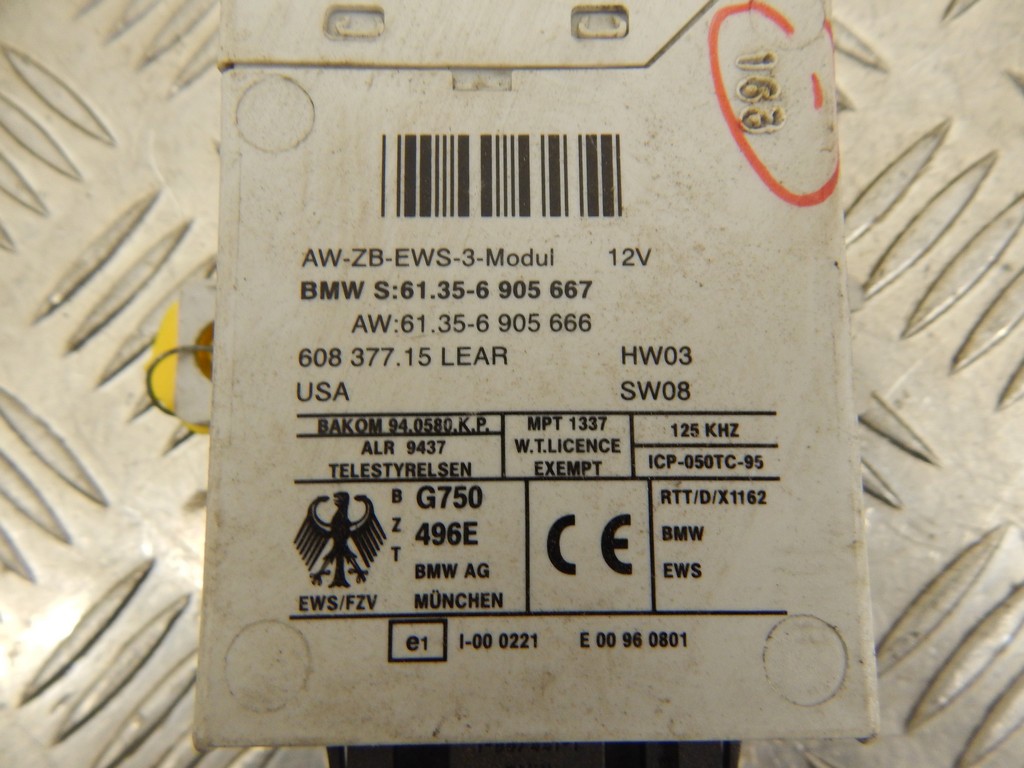 163
AW-ZB-EWS-3-Modul 12V
BMW S:61.35-6 905 667
AW:61.35-6 905 666
608 377.15 LEAR HW03
USA SW08
BAKOM 94.0580.K.P.
ALR 9437
TELESTYRELSEN
MPT 1337
W.T.LICENCE
EXEMPT
125 KHZ
ICP-050TC-95
BZT
G750
496E
BMW AG
EWS/FZV MÜNCHEN
CE
RTT/D/X1162
BMW
EWS
e1 I-00 0221 E 00 96 0801